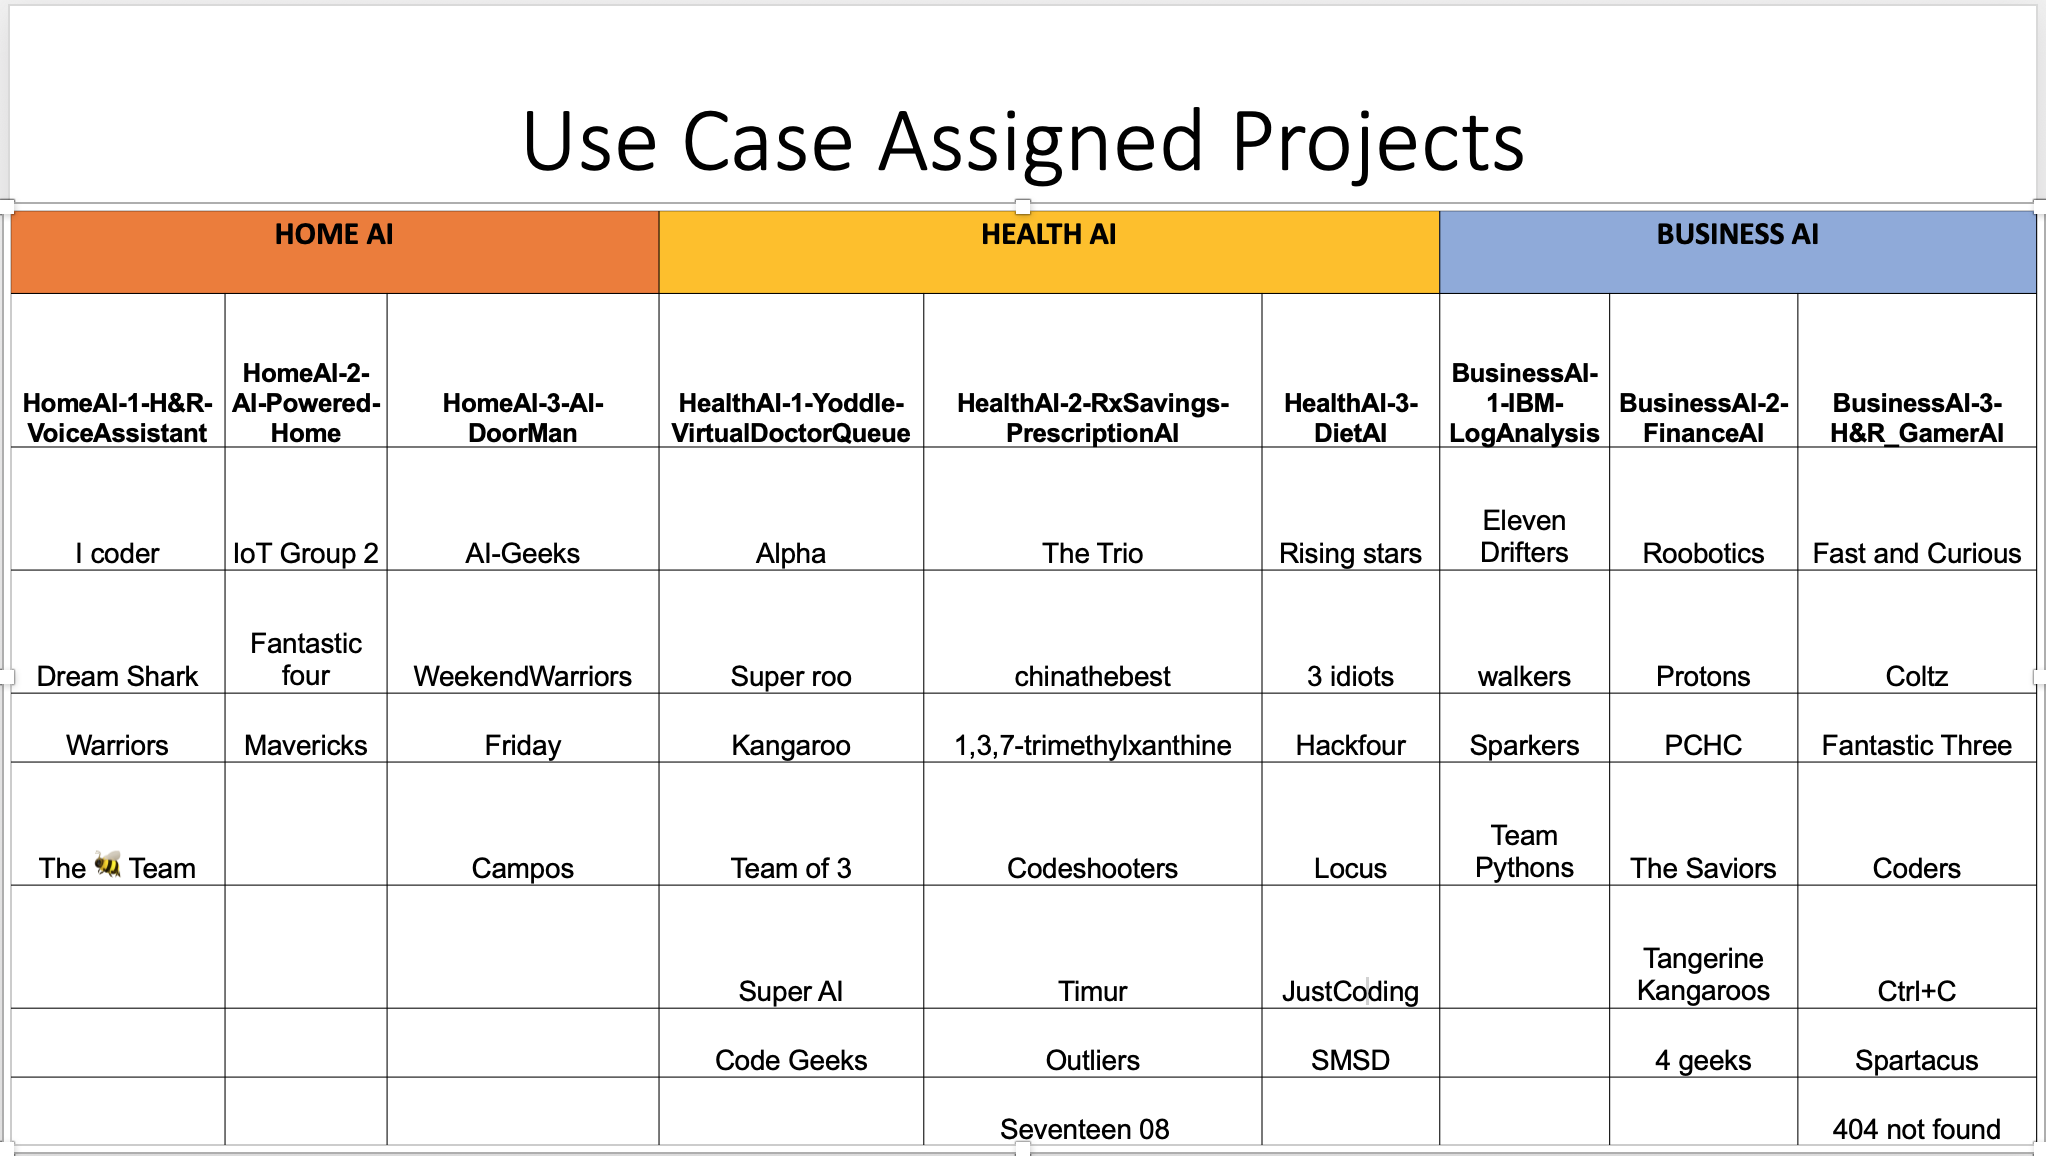 Use Case Assigned Projects
HOME AI
HEALTH AI
BUSINESS AI
HomeAI-1-H&R-
VoiceAssistant
HomeAI-2-
AI-Powered-
Home
HomeAI-3-AI-
DoorMan
HealthAI-1-Yoddle-
VirtualDoctorQueue
HealthAI-2-RxSavings-
PrescriptionAI
HealthAI-3-
DietAI
BusinessAI-
1-IBM-
LogAnalysis
BusinessAI-2-
FinanceAI
BusinessAI-3-
H&R_GamerAI
I coder
IoT Group 2
AI-Geeks
Alpha
The Trio
Rising stars
Eleven
Drifters
Roobotics
Fast and Curious
Dream Shark
Fantastic
four
WeekendWarriors
Super roo
chinathebest
3 idiots
walkers
Protons
Coltz
Warriors
Mavericks
Friday
Kangaroo
1,3,7-trimethylxanthine
Hackfour
Sparkers
PCHC
Fantastic Three
The 🐝 Team
Campos
Team of 3
Codeshooters
Locus
Team
Pythons
The Saviors
Coders
Super AI
Timur
JustCoding
Tangerine
Kangaroos
Ctrl+C
Code Geeks
Outliers
SMSD
4 geeks
Spartacus
Seventeen 08
404 not found